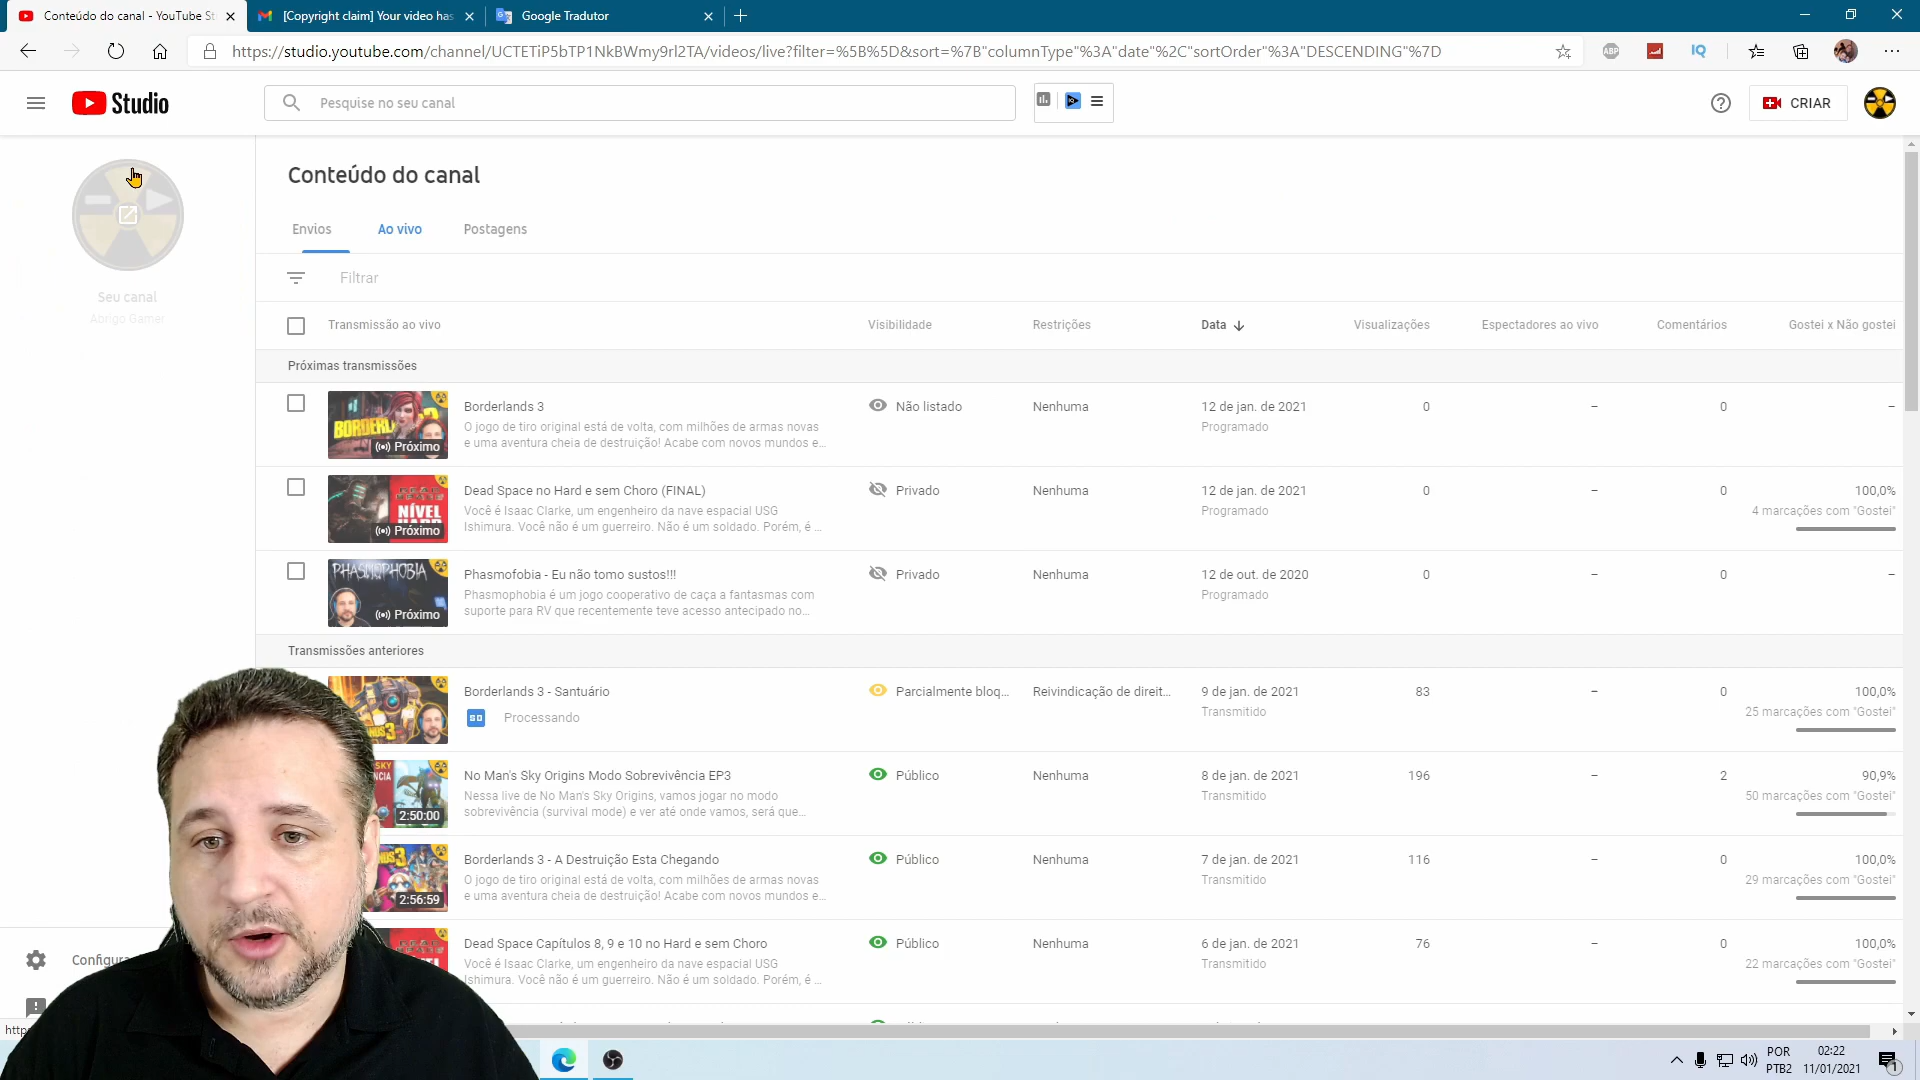 Conteúdo do canal - YouTube St
[Copyright claim] Your video has
Google Tradutor
https://studio.youtube.com/channel/UCTETiP5bTP1NkBWmy9rl2TA/videos/live?filter=%5B%5D&sort=%7B"columnType"%3A"date"%2C"sortOrder"%3A"DESCENDING"%7D
ABP
IQ
Studio
Pesquise no seu canal
CRIAR
Seu canal
Abrigo Gamer
Conteúdo do canal
Envios Ao vivo Postagens
Filtrar
Transmissão ao vivo Visibilidade Restrições Data Visualizações Espectadores ao vivo Comentários Gostei x Não gostei
Próximas transmissões
Borderlands 3 Não listado Nenhuma 12 de jan. de 2021 0 – 0 –
O jogo de tiro original está de volta, com milhões de armas novas Programado
e uma aventura cheia de destruição! Acabe com novos mundos e...
Próximo
Dead Space no Hard e sem Choro (FINAL) Privado Nenhuma 12 de jan. de 2021 0 – 0 100,0%
Você é Isaac Clarke, um engenheiro da nave espacial USG Programado 4 marcações com "Gostei"
Ishimura. Você não é um guerreiro. Não é um soldado. Porém, é ...
NÍVEL
Próximo
PHASMOPHOBIA
Phasmofobia - Eu não tomo sustos!!! Privado Nenhuma 12 de out. de 2020 0 – 0 –
Phasmophobia é um jogo cooperativo de caça a fantasmas com Programado
suporte para RV que recentemente teve acesso antecipado no...
Próximo
Transmissões anteriores
Borderlands 3 - Santuário Parcialmente bloq... Reivindicação de direit... 9 de jan. de 2021 83 – 0 100,0%
SD Processando Transmitido 25 marcações com "Gostei"
No Man's Sky Origins Modo Sobrevivência EP3 Público Nenhuma 8 de jan. de 2021 196 – 2 90,9%
Nessa live de No Man's Sky Origins, vamos jogar no modo Transmitido 50 marcações com "Gostei"
sobrevivência (survival mode) e ver até onde vamos, será que...
2:50:00
Borderlands 3 - A Destruição Esta Chegando Público Nenhuma 7 de jan. de 2021 116 – 0 100,0%
O jogo de tiro original está de volta, com milhões de armas novas Transmitido 29 marcações com "Gostei"
e uma aventura cheia de destruição! Acabe com novos mundos e...
2:56:59
Dead Space Capítulos 8, 9 e 10 no Hard e sem Choro Público Nenhuma 6 de jan. de 2021 76 – 0 100,0%
Você é Isaac Clarke, um engenheiro da nave espacial USG Transmitido 22 marcações com "Gostei"
Ishimura. Você não é um guerreiro. Não é um soldado. Porém, é ...
Configura
http
POR
PTB2
02:22
11/01/2021
1